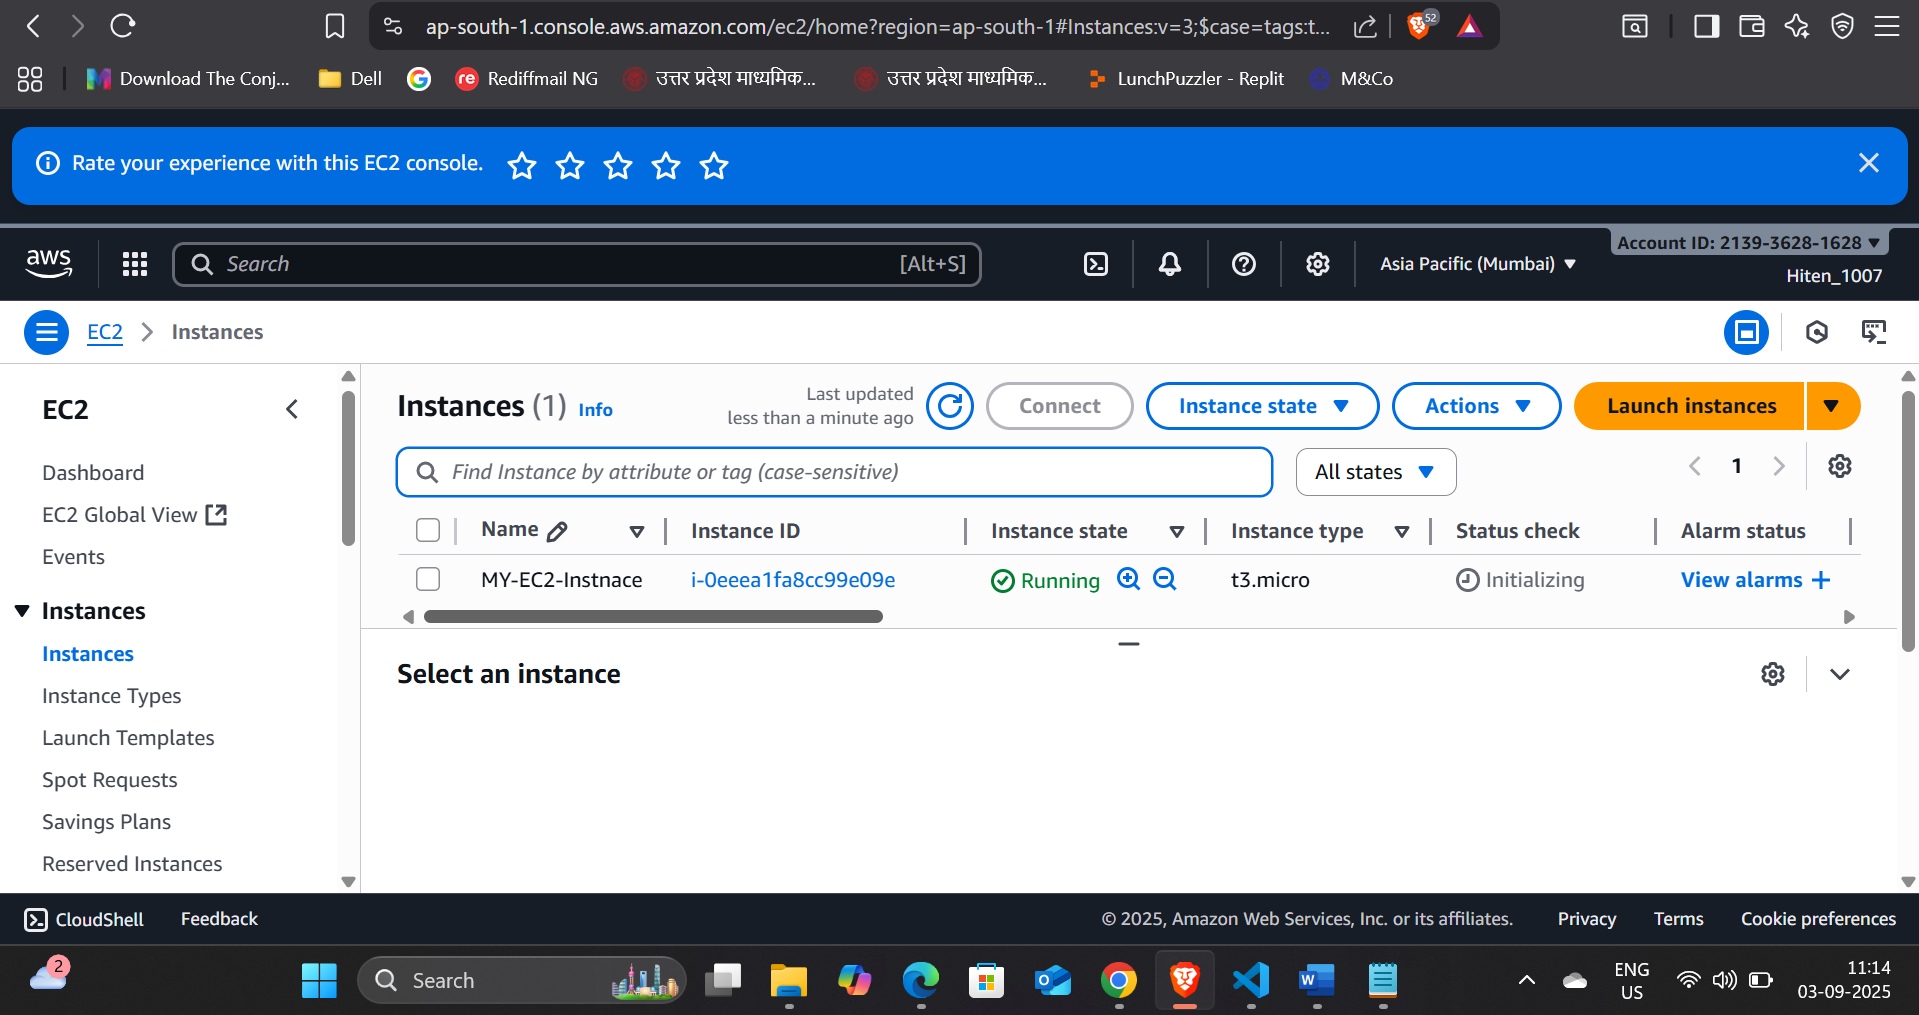 ap-south-1.console.aws.amazon.com/ec2/home?region=ap-south-1#Instances:v=3;$case=tags:t... 52
Download The Conj... Dell Rediffmail NG उत्तर प्रदेश माध्यमिक... उत्तर प्रदेश माध्यमिक... LunchPuzzler - Replit M&Co
Rate your experience with this EC2 console.
aws Search [Alt+S] Asia Pacific (Mumbai) Account ID: 2139-3628-1628
Hiten_1007
EC2 Instances
EC2
Dashboard
EC2 Global View
Events
Instances
Instances
Instance Types
Launch Templates
Spot Requests
Savings Plans
Reserved Instances
Instances (1) Info
Last updated
less than a minute ago
Connect Instance state Actions Launch instances
Find Instance by attribute or tag (case-sensitive) All states 1
Name Instance ID Instance state Instance type Status check Alarm status
MY-EC2-Instnace i-0eeea1fa8cc99e09e Running t3.micro Initializing View alarms +
Select an instance
CloudShell Feedback © 2025, Amazon Web Services, Inc. or its affiliates. Privacy Terms Cookie preferences
2 Search ENG
US
11:14
03-09-2025